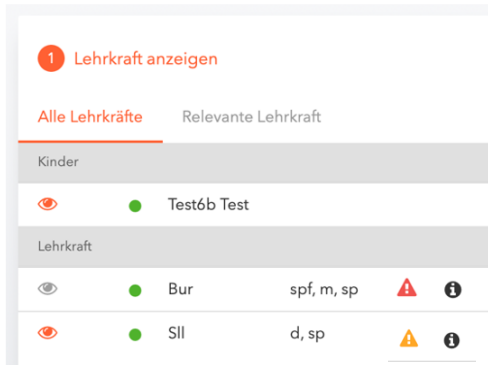 1 Lehrkraft anzeigen
Alle Lehrkräfte Relevante Lehrkraft
Kinder
Test6b Test
Lehrkraft
Bur spf, m, sp
Sll d, sp